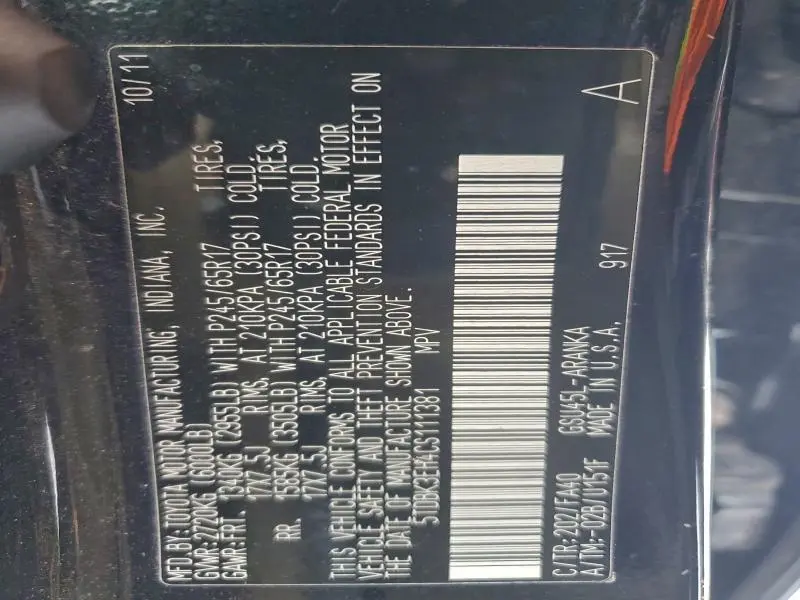 MFD.BY:TOYOTA MOTOR MANUFACTURING, INDIANA, INC. 10/11
GVWR:2720KG (6000LB)
GAWR:FRT. 1340KG (2955LB) WITH P245/65R17 TIRES,
17X7.5J RIMS, AT 210KPA (30PSI) COLD.
RR. 1589KG (3505LB) WITH P245/65R17 TIRES,
17X7.5J RIMS, AT 210KPA (30PSI) COLD.
THIS VEHICLE CONFORMS TO ALL APPLICABLE FEDERAL MOTOR
VEHICLE SAFETY AND THEFT PREVENTION STANDARDS IN EFFECT ON
THE DATE OF MANUFACTURE SHOWN ABOVE.
5TDBK3EH4CS111381 MPV
C/TR:202/FA40 GSU45L-ARANKA
A/TM:-02B/U151F MADE IN U.S.A. 917 A